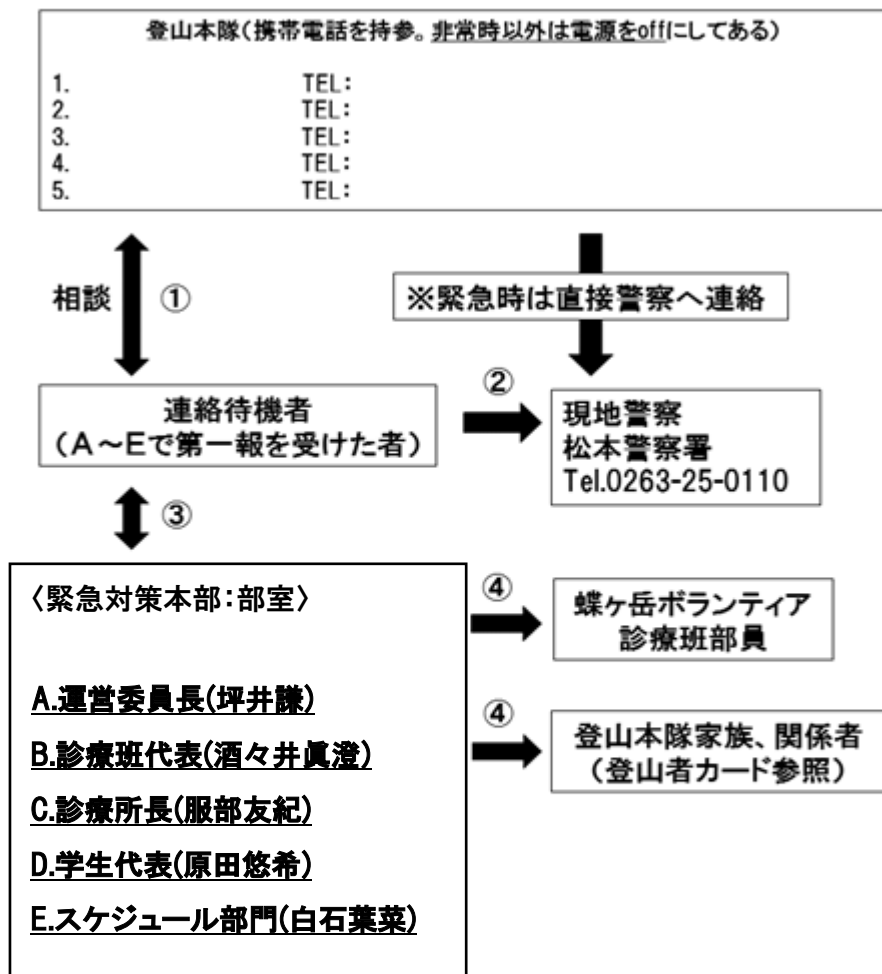 登山本隊(携帯電話を持参。非常時以外は電源をoffにしてある)
1. TEL:
2. TEL:
3. TEL:
4. TEL:
5. TEL:
相談 ①
※緊急時は直接警察へ連絡
連絡待機者
(A～Eで第一報を受けた者)
②
現地警察
松本警察署
Tel.0263-25-0110
③
〈緊急対策本部:部室〉
A.運営委員長(坪井謙)
B.診療班代表(酒々井眞澄)
C.診療所長(服部友紀)
D.学生代表(原田悠希)
E.スケジュール部門(白石葉菜)
④
蝶ヶ岳ボランティア
診療班部員
④
登山本隊家族、関係者
(登山者カード参照)